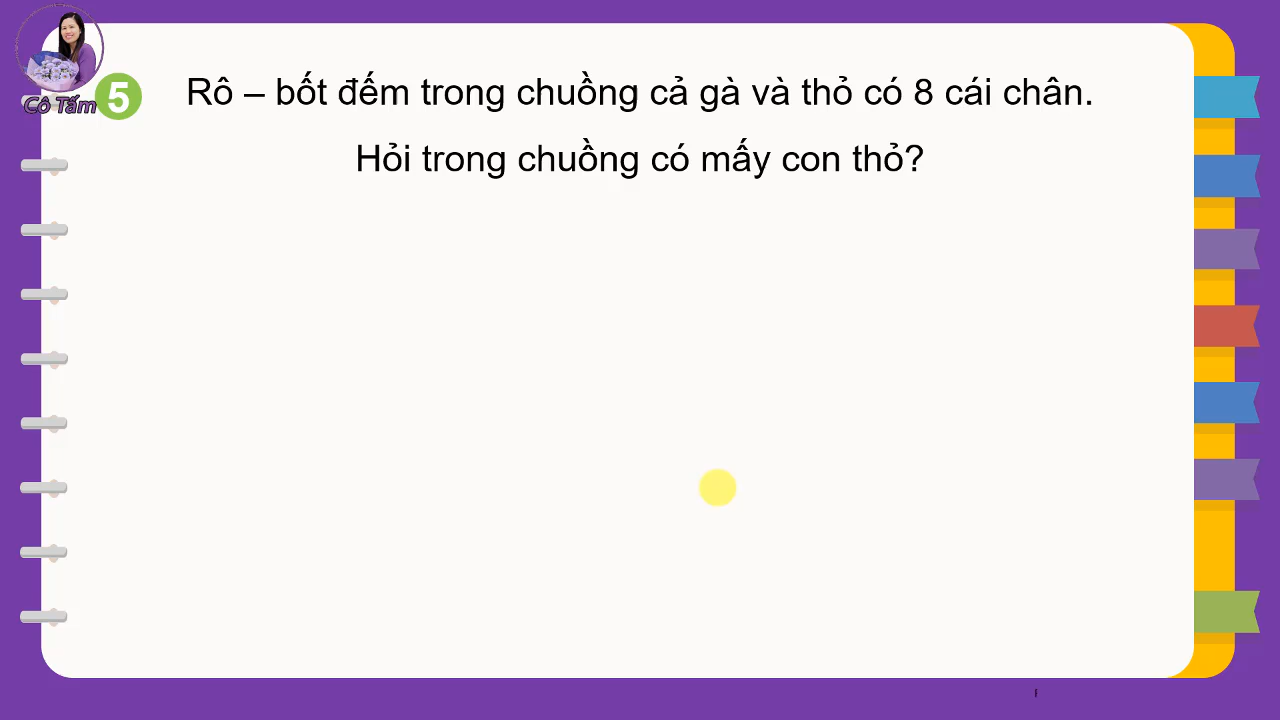 Cô Tấm
5
Rô – bốt đếm trong chuồng cả gà và thỏ có 8 cái chân.
Hỏi trong chuồng có mấy con thỏ?